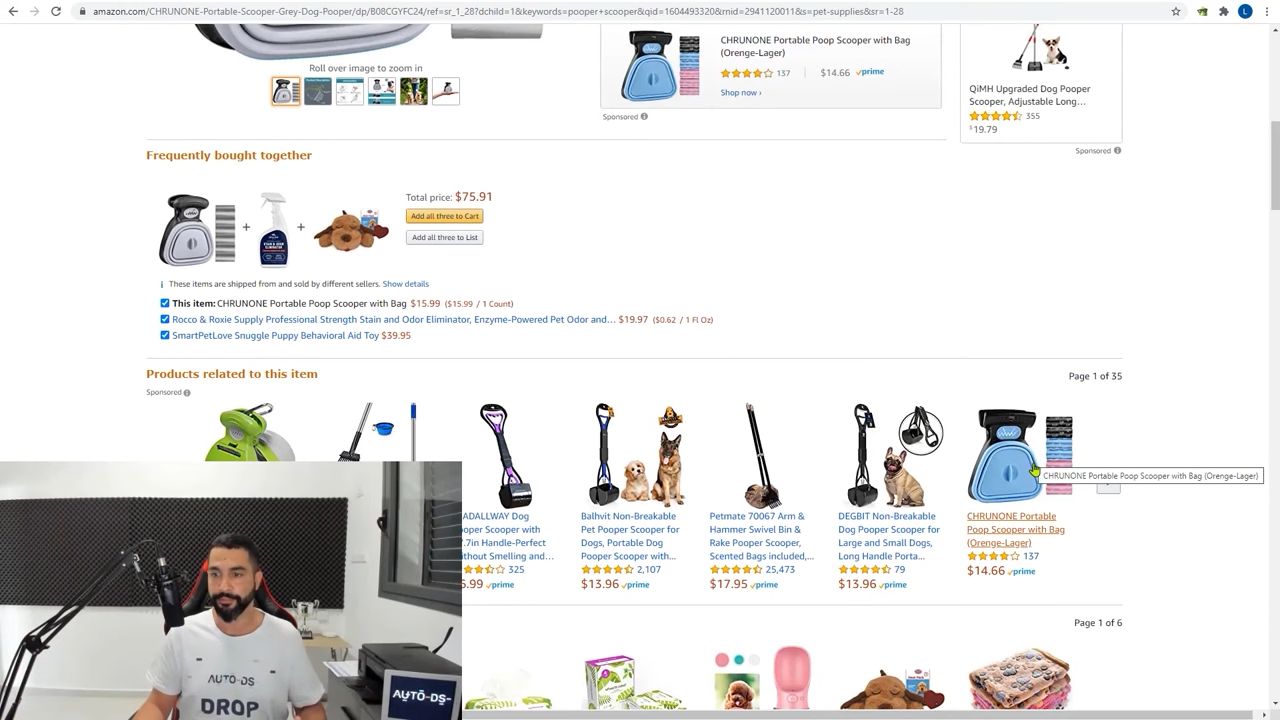 amazon.com/CHRUNONE-Portable-Scooper-Grey-Dog-Pooper/dp/B08CGYFC24/ref=sr_1_28?dchild=1&keywords=pooper+scooper&qid=1604493320&rnid=2941120011&s=pet-supplies&sr=1-28
L
Roll over image to zoom in
CHRUNONE Portable Poop Scooper with Bag
(Orenge-Lager)
137 $14.66 prime
Shop now ›
Sponsored
QiMH Upgraded Dog Pooper
Scooper, Adjustable Long...
355
$19.79
Sponsored
Frequently bought together
Total price: $75.91
Add all three to Cart
Add all three to List
+ +
These items are shipped from and sold by different sellers. Show details
This item: CHRUNONE Portable Poop Scooper with Bag $15.99 ($15.99 / 1 Count)
Rocco & Roxie Supply Professional Strength Stain and Odor Eliminator, Enzyme-Powered Pet Odor and... $19.97 ($0.62 / 1 Fl Oz)
SmartPetLove Snuggle Puppy Behavioral Aid Toy $39.95
Products related to this item
Page 1 of 35
Sponsored
CHRUNONE Portable Poop Scooper with Bag (Orenge-Lager)
ADALLWAY Dog
oper Scooper with
.7in Handle-Perfect
ithout Smelling and...
325
6.99 prime
Balhvit Non-Breakable
Pet Pooper Scooper for
Dogs, Portable Dog
Pooper Scooper with...
2,107
$13.96 prime
Petmate 70067 Arm &
Hammer Swivel Bin &
Rake Pooper Scooper,
Scented Bags included,...
25,473
$17.95 prime
DEGBIT Non-Breakable
Dog Pooper Scooper for
Large and Small Dogs,
Long Handle Porta...
79
$13.96 prime
CHRUNONE Portable
Poop Scooper with Bag
(Orenge-Lager)
137
$14.66 prime
Page 1 of 6
AUTO-DS-
DROP
AUTO-DS-